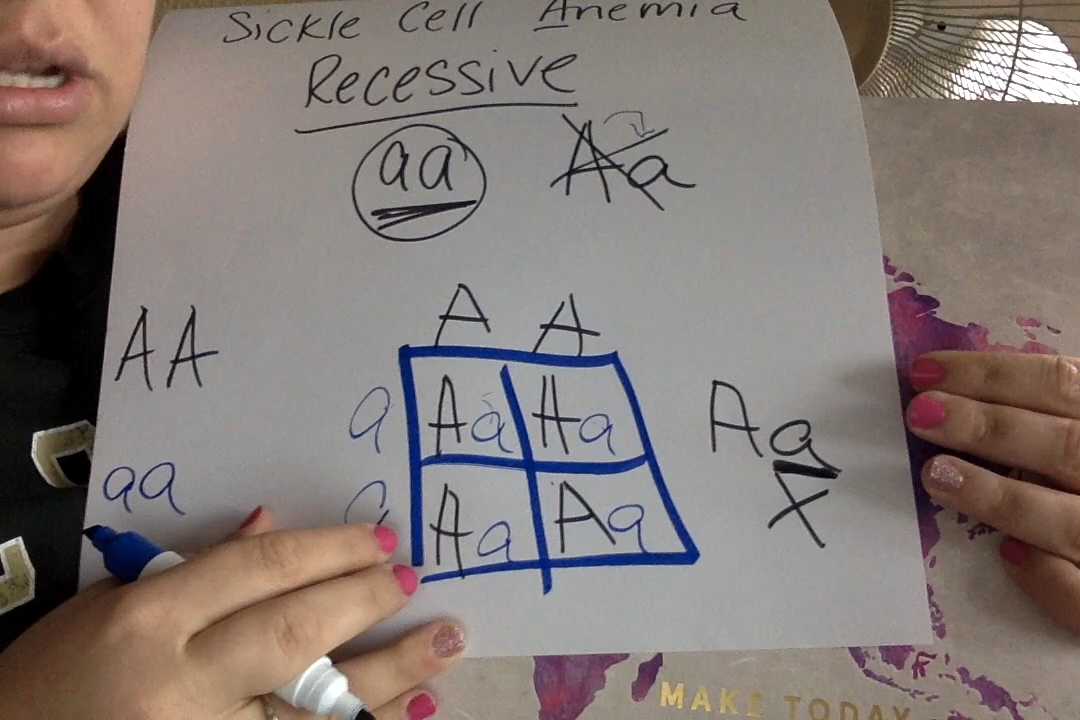 Sickle Cell Anemia
Recessive
aa Aa
A A
AA
a Aa Aa Aa
aa
a Aa Aa X
MAKE TODAY